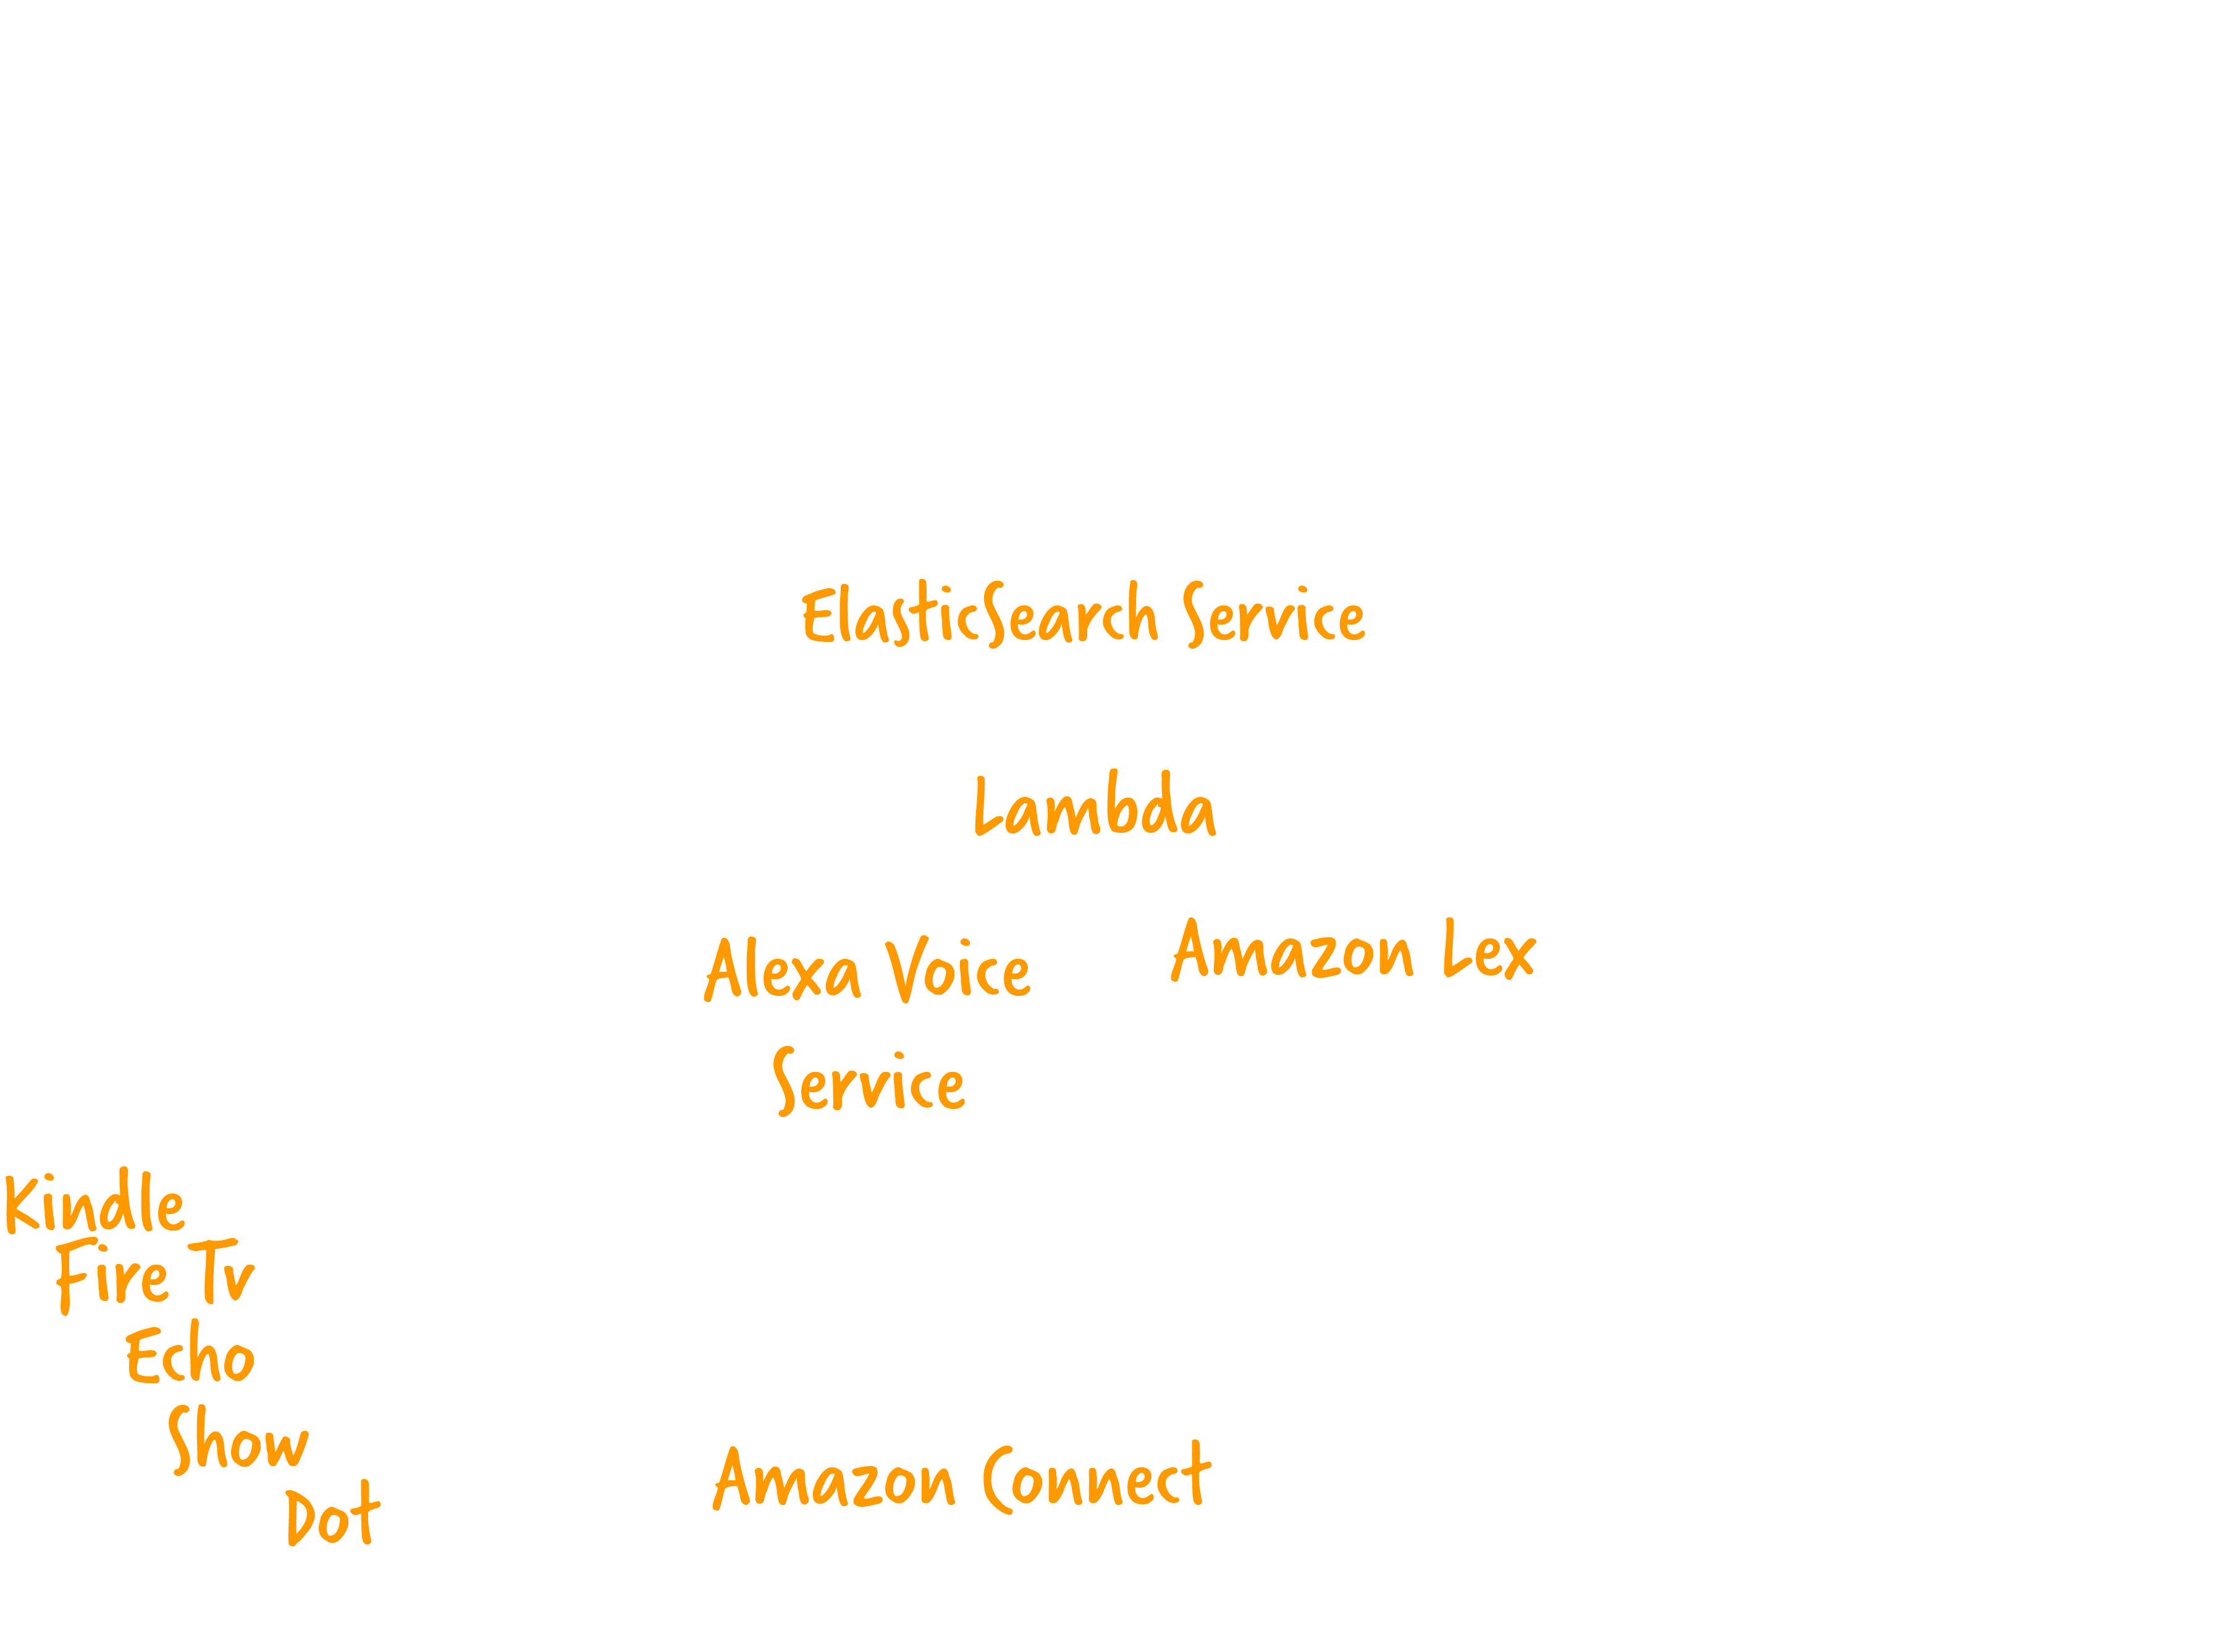 ElasticSearch Service
Lambda
Alexa Voice
Service
Amazon Lex
Kindle
Fire Tv
Echo
Show
Dot
Amazon Connect